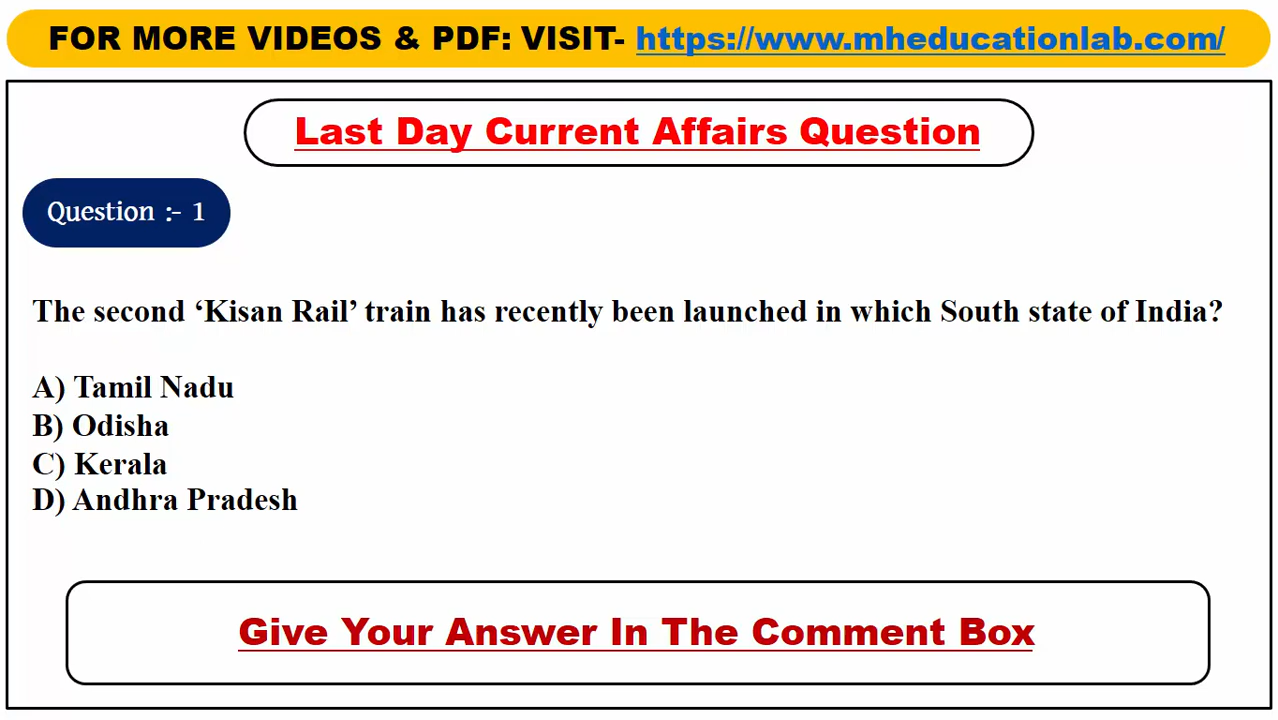 FOR MORE VIDEOS & PDF: VISIT- https://www.mheducationlab.com/
Last Day Current Affairs Question
Question :- 1
The second ‘Kisan Rail’ train has recently been launched in which South state of India?
A) Tamil Nadu
B) Odisha
C) Kerala
D) Andhra Pradesh
Give Your Answer In The Comment Box